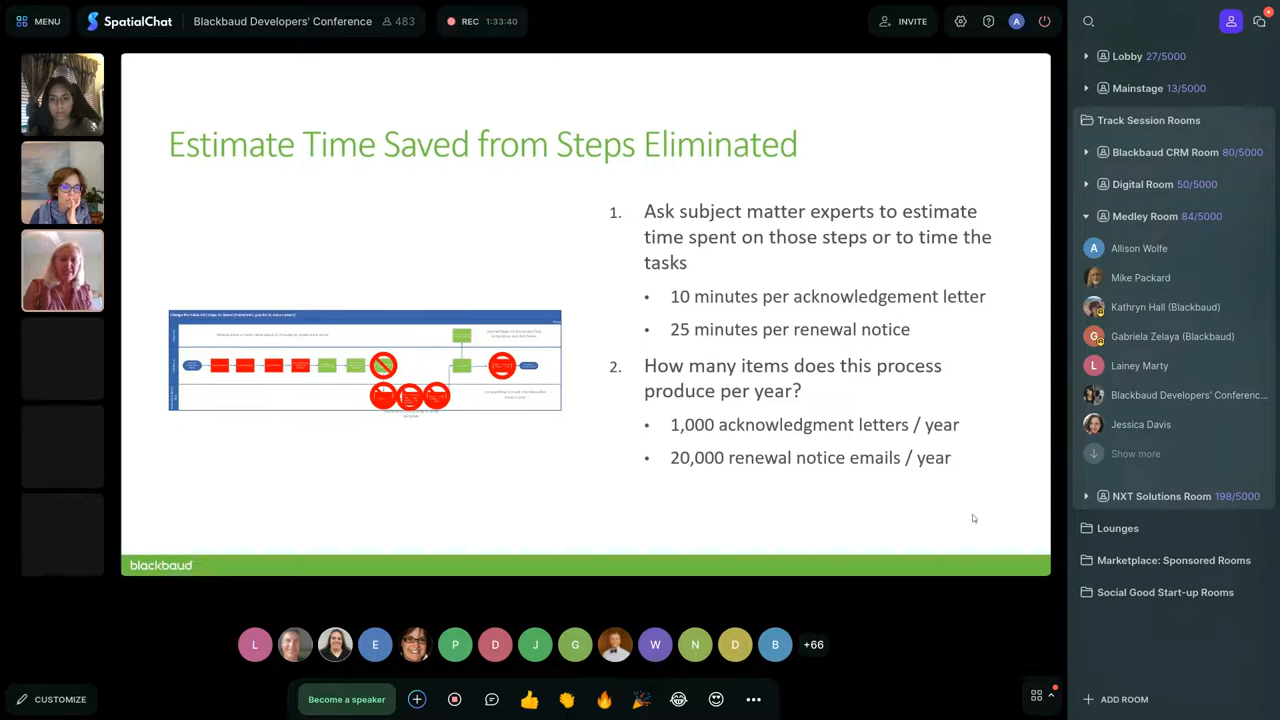 MENU
SpatialChat
Blackbaud Developers' Conference
483
REC
1:33:40
INVITE
A
Estimate Time Saved from Steps Eliminated
1. Ask subject matter experts to estimate
time spent on those steps or to time the
tasks
• 10 minutes per acknowledgement letter
• 25 minutes per renewal notice
2. How many items does this process
produce per year?
• 1,000 acknowledgment letters / year
• 20,000 renewal notice emails / year
blackbaud
L
E
P
D
J
G
W
N
D
B
+66
CUSTOMIZE
Become a speaker
Lobby 27/5000
Mainstage 13/5000
Track Session Rooms
Blackbaud CRM Room 80/5000
Digital Room 50/5000
Medley Room 84/5000
A Allison Wolfe
Mike Packard
Kathryn Hall (Blackbaud)
Gabriela Zelaya (Blackbaud)
L Lainey Marty
Blackbaud Developers' Conferenc...
Jessica Davis
Show more
NXT Solutions Room 198/5000
Lounges
Marketplace: Sponsored Rooms
Social Good Start-up Rooms
ADD ROOM